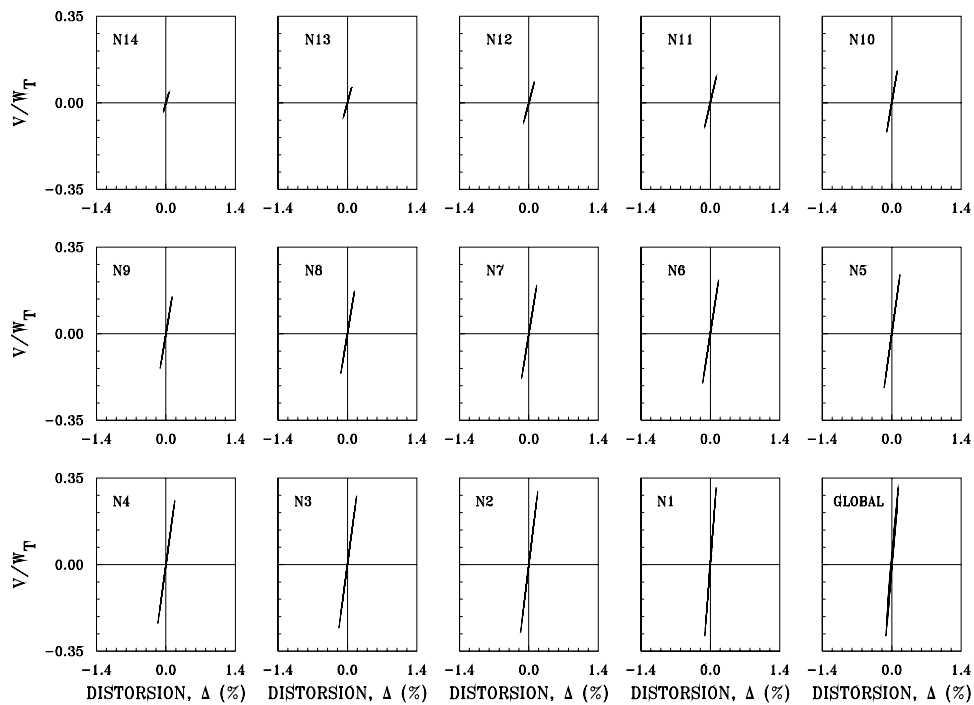 0.35
N14 N13 N12 N11 N10
V/W_T 0.00
-0.35
-1.4 0.0 1.4 -1.4 0.0 1.4 -1.4 0.0 1.4 -1.4 0.0 1.4 -1.4 0.0 1.4
0.35
N9 N8 N7 N6 N5
V/W_T 0.00
-0.35
-1.4 0.0 1.4 -1.4 0.0 1.4 -1.4 0.0 1.4 -1.4 0.0 1.4 -1.4 0.0 1.4
0.35
N4 N3 N2 N1 GLOBAL
V/W_T 0.00
-0.35
-1.4 0.0 1.4 -1.4 0.0 1.4 -1.4 0.0 1.4 -1.4 0.0 1.4 -1.4 0.0 1.4
DISTORSION, Δ (%) DISTORSION, Δ (%) DISTORSION, Δ (%) DISTORSION, Δ (%) DISTORSION, Δ (%)